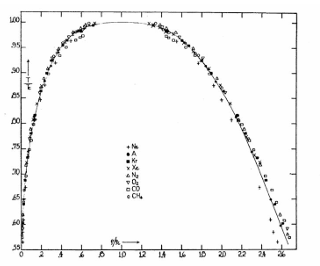 1.00
.95
.90
.85
.80
.75
.70
.65
.60
.55
+ Ne
● A
■ Kr
× Xe
△ N₂
▽ O₂
□ CO
○ CH₄
0 .2 .4 .6 .8 1.0 1.2 1.4 1.6 1.8 2.0 2.2 2.4 2.6